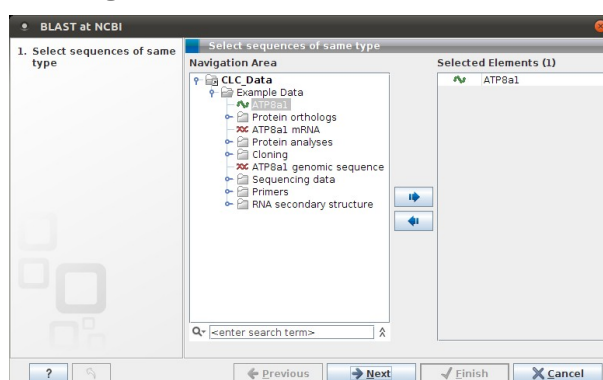 BLAST at NCBI
1. Select sequences of same
type
Select sequences of same type
Navigation Area
CLC_Data
Example Data
ATP8a1
Protein orthologs
ATP8a1 mRNA
Protein analyses
Cloning
ATP8a1 genomic sequence
Sequencing data
Primers
RNA secondary structure
<enter search term>
Selected Elements (1)
ATP8a1
?
Previous
Next
Finish
Cancel